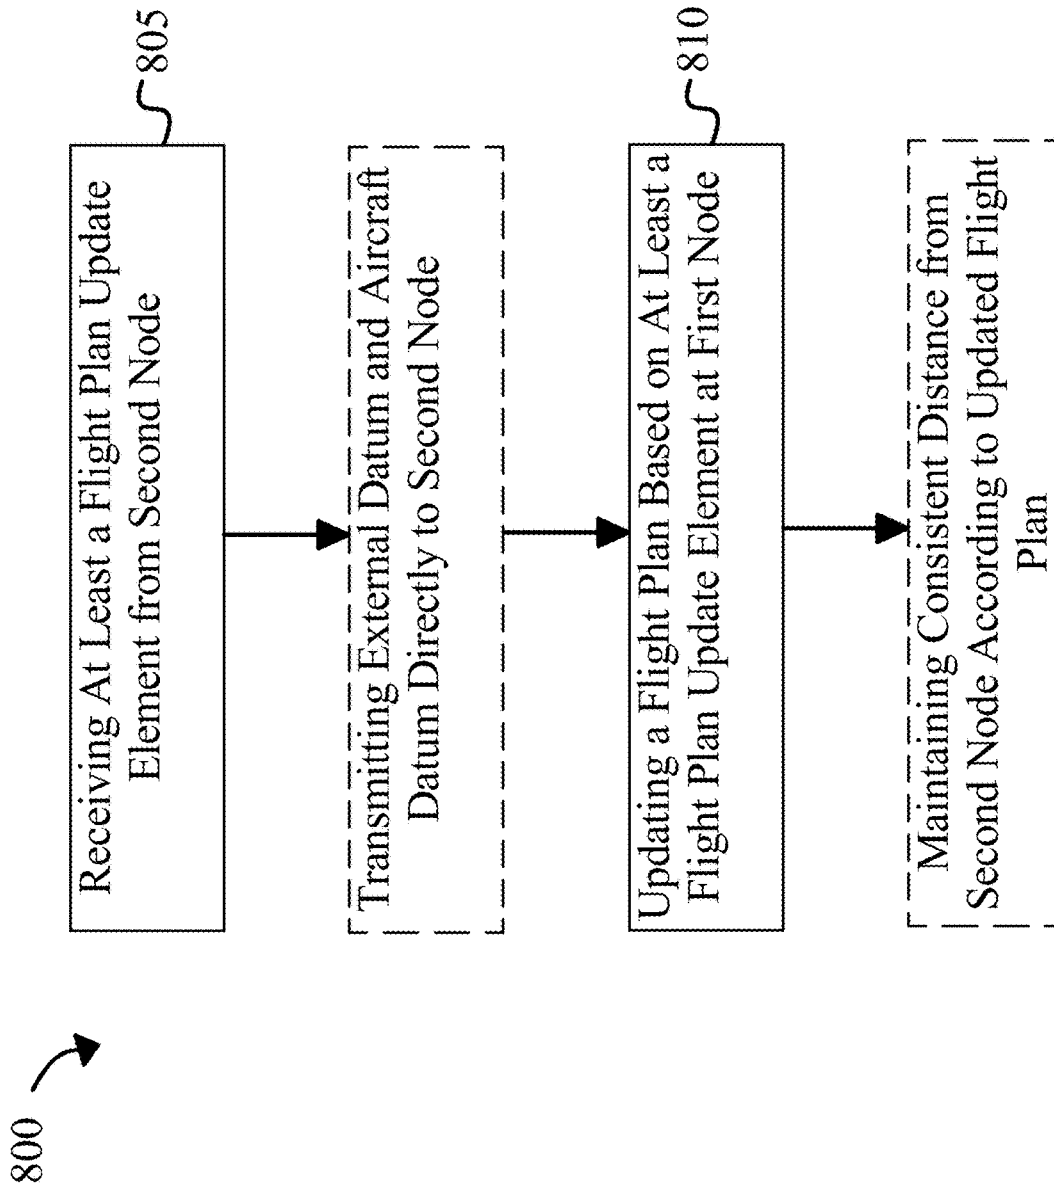 800
Receiving At Least a Flight Plan Update
Element from Second Node
805
Transmitting External Datum and Aircraft
Datum Directly to Second Node
Updating a Flight Plan Based on At Least a
Flight Plan Update Element at First Node
810
Maintaining Consistent Distance from
Second Node According to Updated Flight
Plan